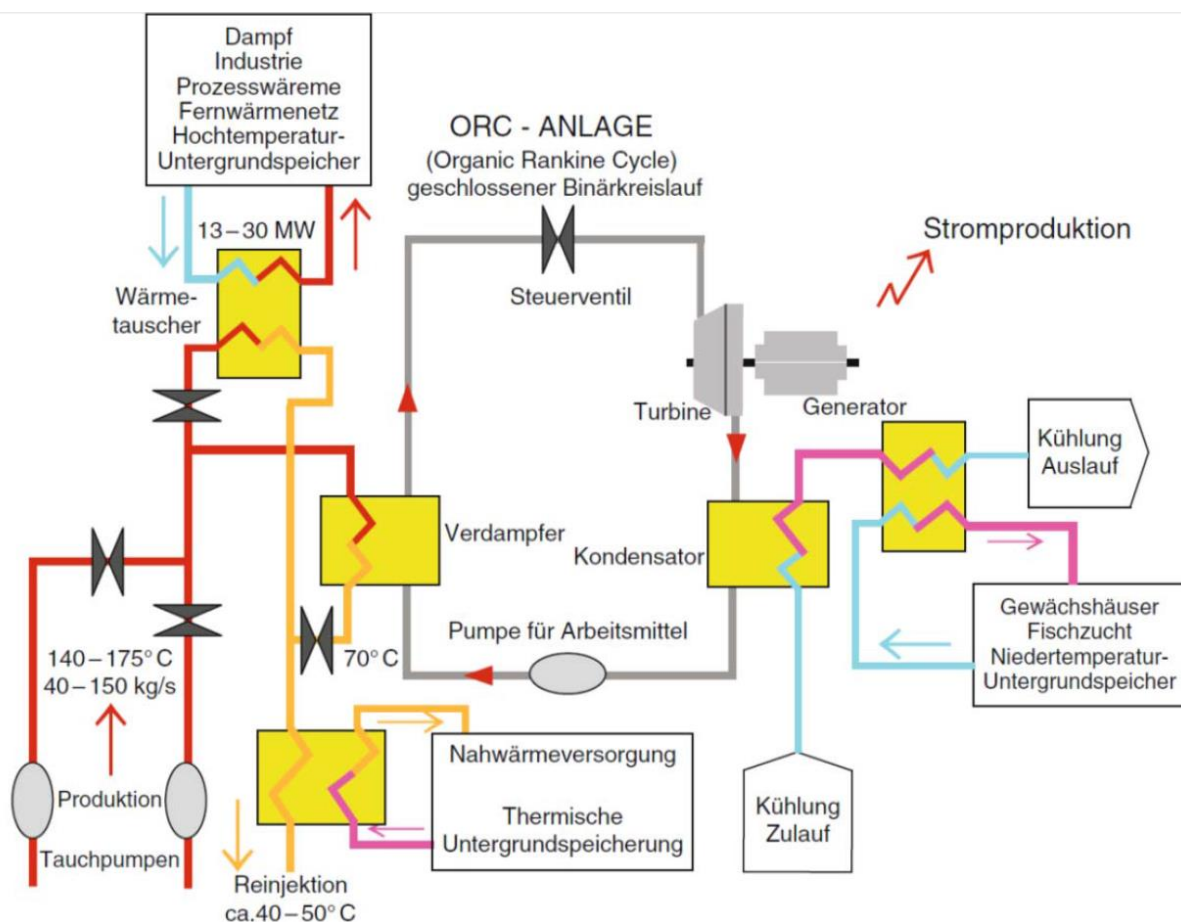 Dampf
Industrie
Prozesswäreme
Fernwärmenetz
Hochtemperatur-
Untergrundspeicher
13–30 MW
Wärme-
tauscher
ORC - ANLAGE
(Organic Rankine Cycle)
geschlossener Binärkreislauf
Steuerventil
Stromproduktion
Turbine
Generator
Kühlung
Auslauf
Verdampfer
Kondensator
Pumpe für Arbeitsmittel
70°C
140–175°C
40–150 kg/s
Gewächshäuser
Fischzucht
Niedertemperatur-
Untergrundspeicher
Produktion
Tauchpumpen
Nahwärmeversorgung
Thermische
Untergrundspeicherung
Kühlung
Zulauf
Reinjektion
ca.40–50°C